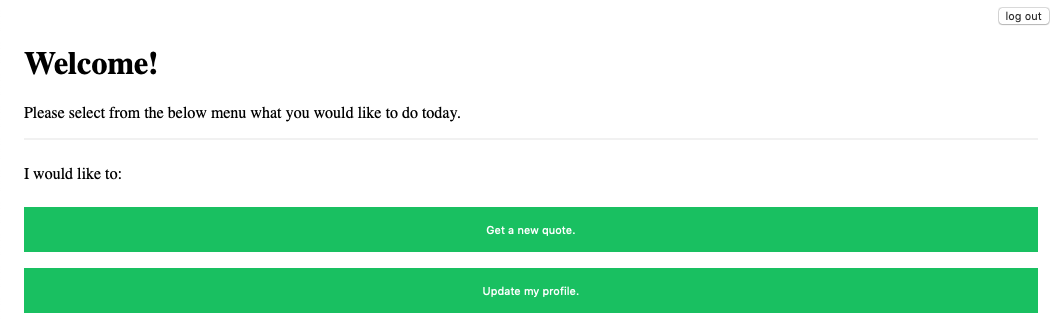 log out
Welcome!
Please select from the below menu what you would like to do today.
I would like to:
Get a new quote.
Update my profile.